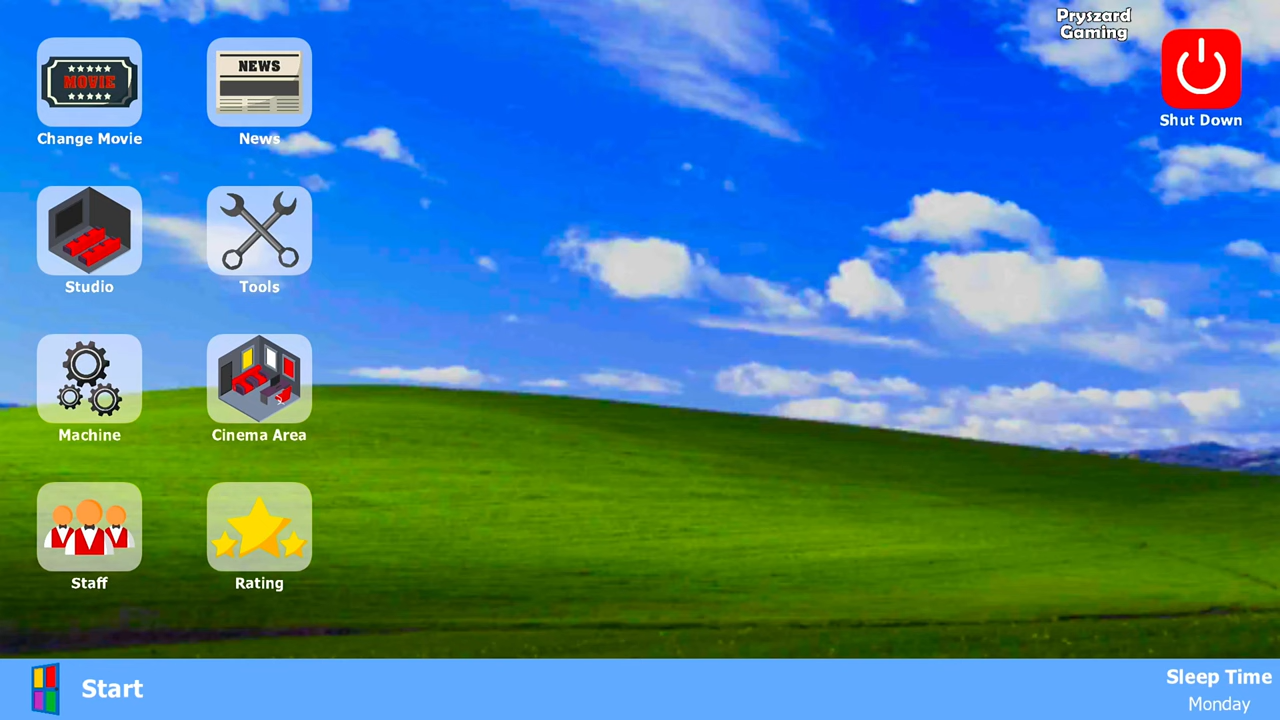 Pryszard
Gaming
MOVIE
NEWS
Shut Down
Change Movie
News
Studio
Tools
Machine
Cinema Area
Staff
Rating
Start
Sleep Time
Monday